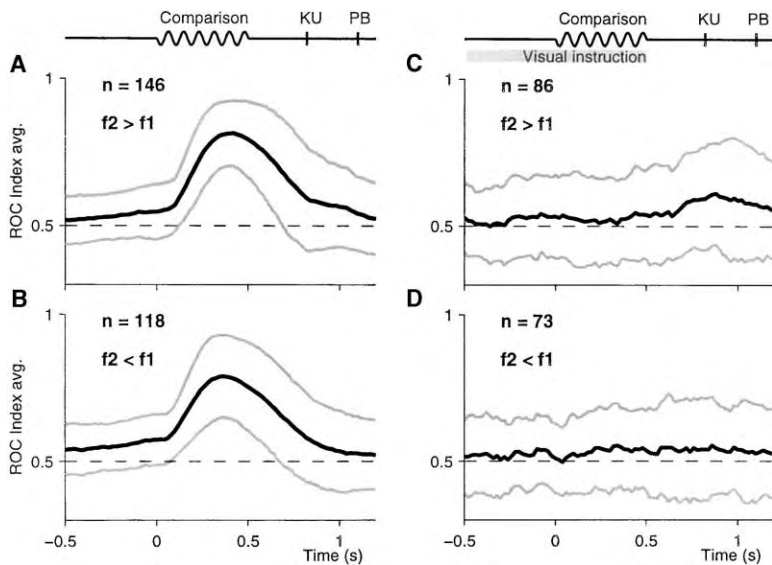 Comparison KU PB
Comparison KU PB
Visual instruction
A
1
n = 146
f2 > f1
ROC Index avg.
0.5
C
1
n = 86
f2 > f1
0.5
B
1
n = 118
f2 < f1
ROC Index avg.
0.5
-0.5 0 0.5 1
Time (s)
D
1
n = 73
f2 < f1
0.5
-0.5 0 0.5 1
Time (s)